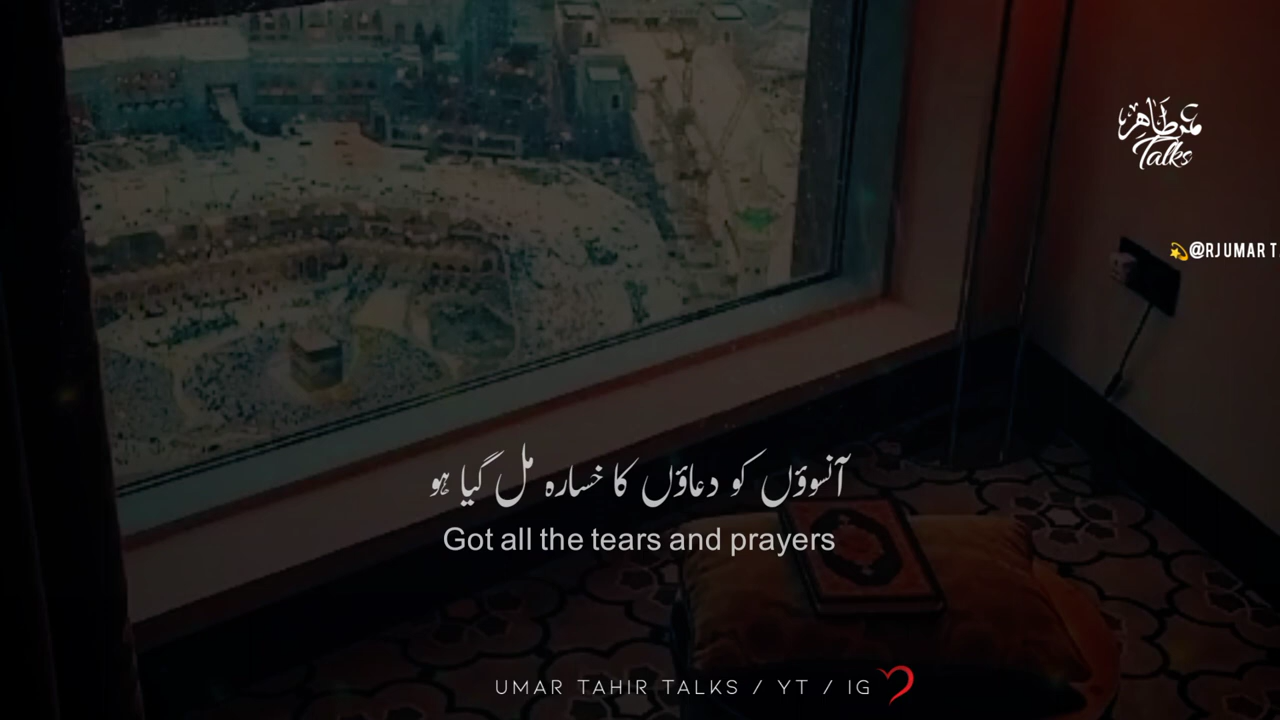 عمر طاہر
Talks
💫@RJUMAR T
آنسوؤں کو دعاؤں کا خسارہ مل گیا ہو
Got all the tears and prayers
UMAR TAHIR TALKS / YT / IG